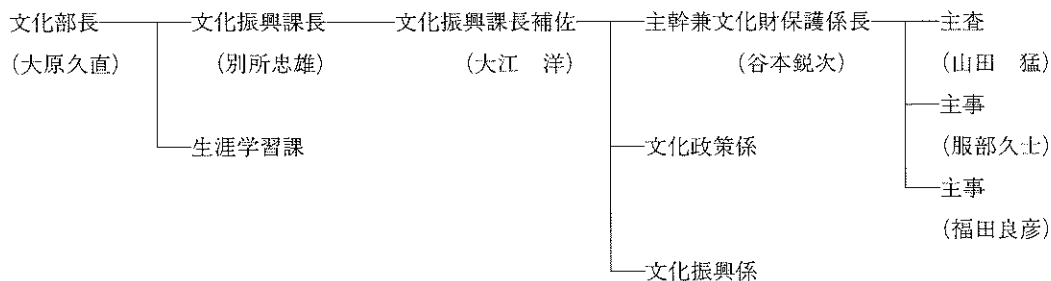 文化部長 文化振興課長 文化振興課長補佐 主幹兼文化財保護係長 主査
(大原久直) (別所忠雄) (大江 洋) (谷本鋭次) (山田 猛)
主事
生涯学習課 文化政策係 (服部久士)
主事
(福田良彦)
文化振興係